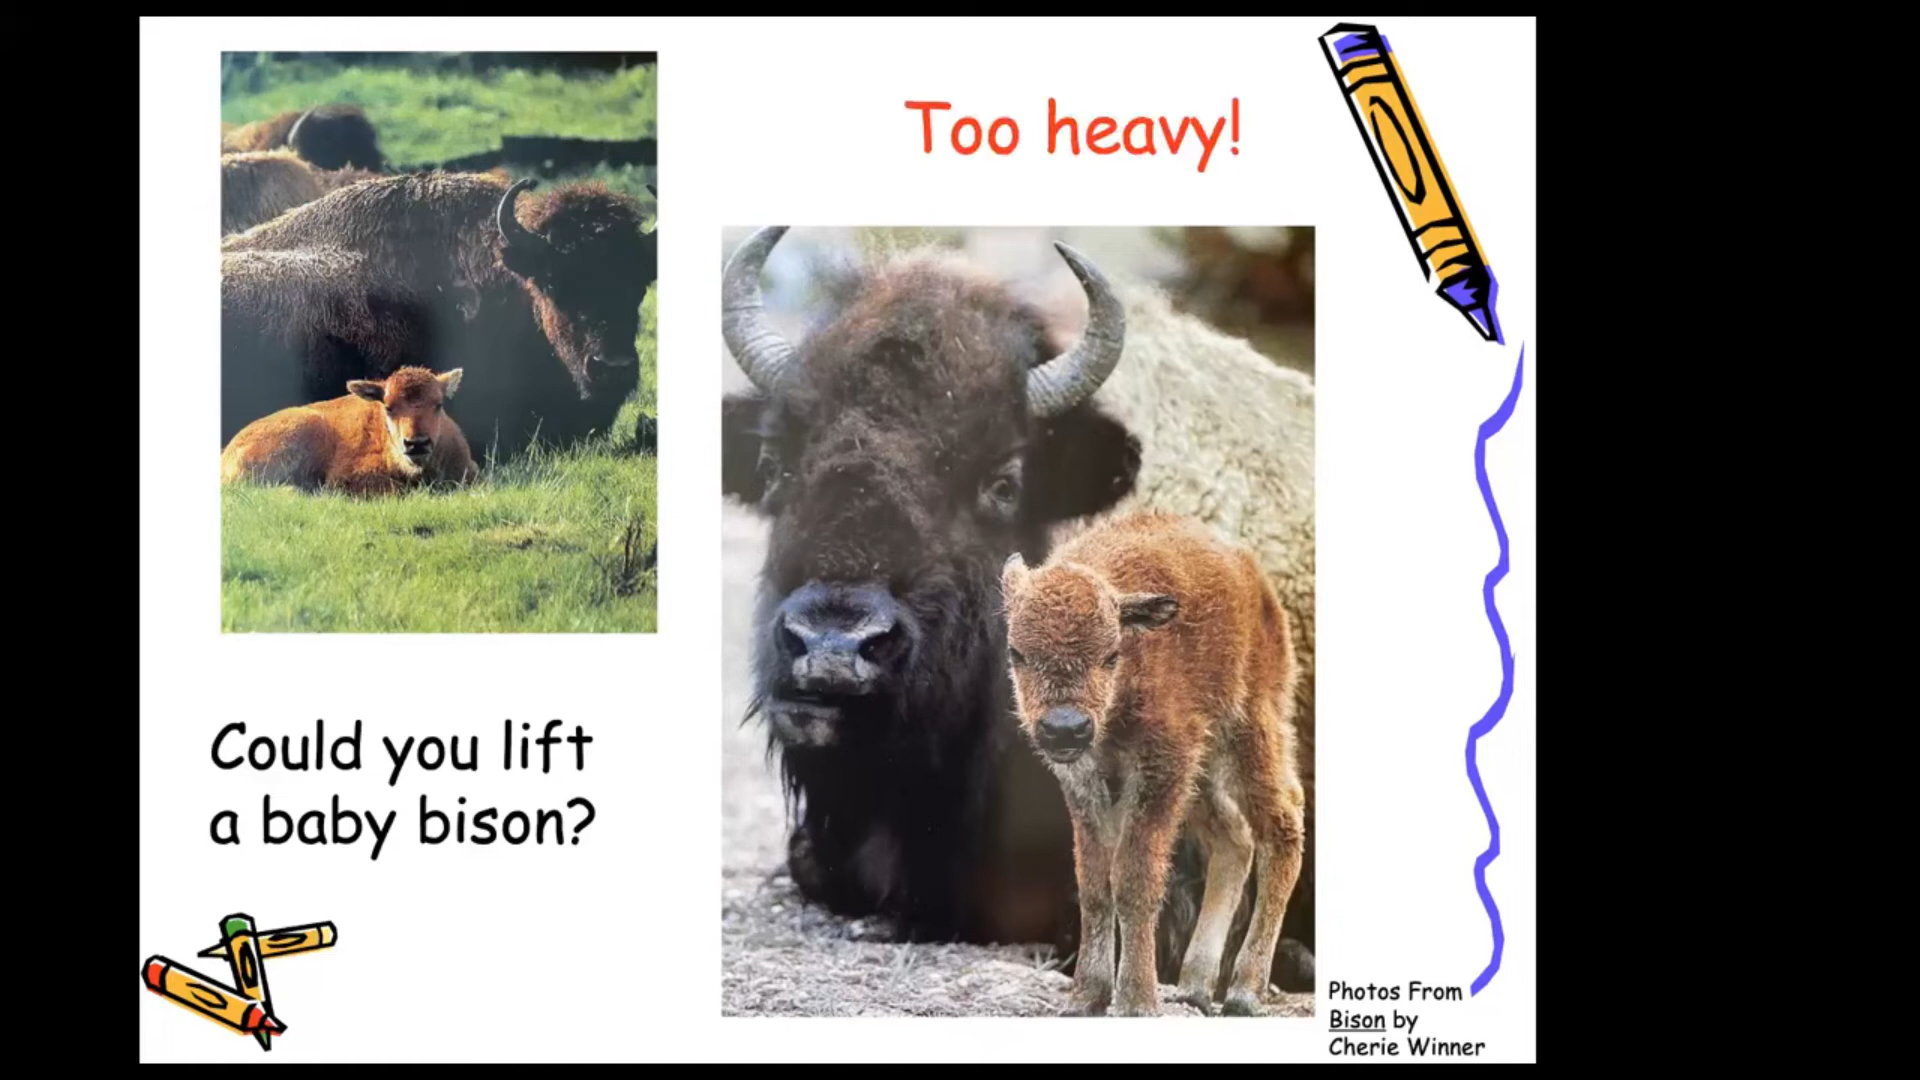 Too heavy!
Could you lift
a baby bison?
Photos From
Bison by
Cherie Winner